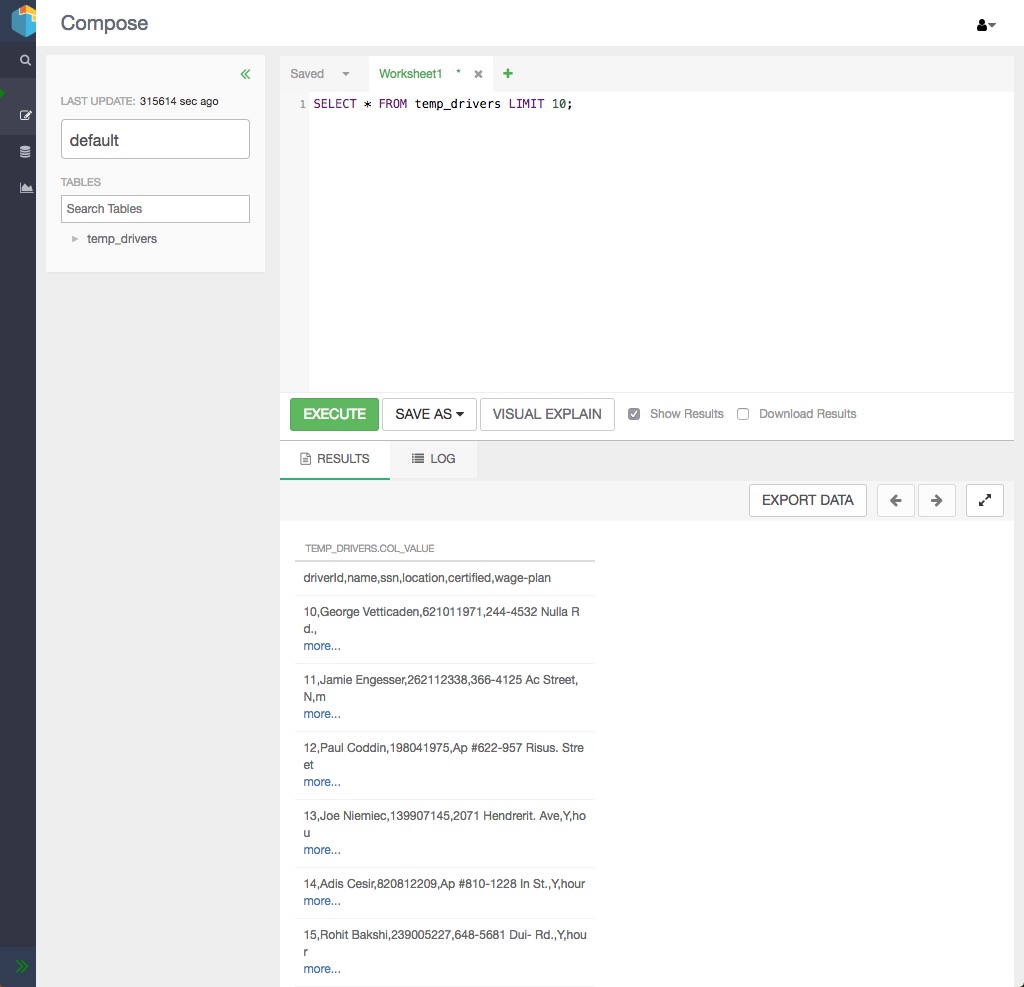 Compose
LAST UPDATE: 315614 sec ago
default
TABLES
Search Tables
temp_drivers
Saved
Worksheet1 *
1 SELECT * FROM temp_drivers LIMIT 10;
EXECUTE SAVE AS VISUAL EXPLAIN Show Results Download Results
RESULTS LOG
EXPORT DATA
TEMP_DRIVERS.COL_VALUE
driverId,name,ssn,location,certified,wage-plan
10,George Vetticaden,621011971,244-4532 Nulla R
d.,
more...
11,Jamie Engesser,262112338,366-4125 Ac Street,
N,m
more...
12,Paul Coddin,198041975,Ap #622-957 Risus. Stre
et
more...
13,Joe Niemiec,139907145,2071 Hendrerit. Ave,Y,ho
u
more...
14,Adis Cesir,820812209,Ap #810-1228 In St.,Y,hour
more...
15,Rohit Bakshi,239005227,648-5681 Dui- Rd.,Y,hou
r
more...